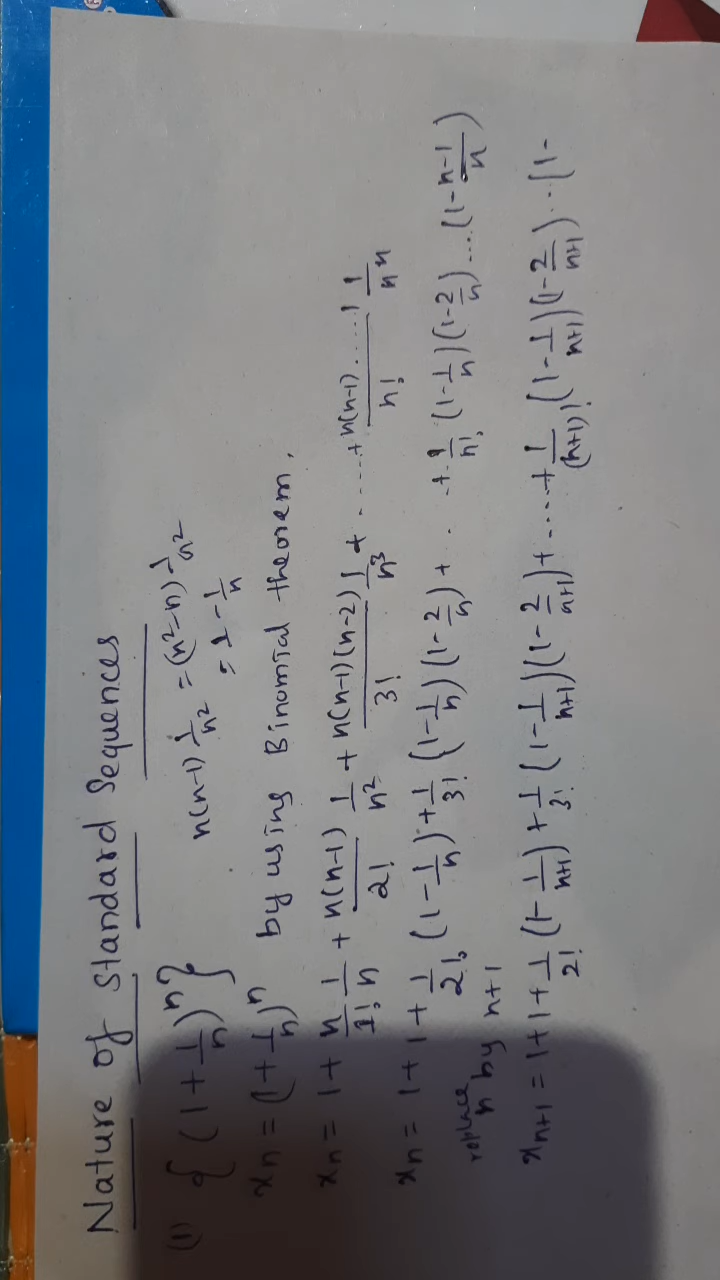 Nature of Standard Sequences
(1) { (1 + 1/n)^n }
n(n-1) 1/n² = (n²-n) 1/n²
= 1 - 1/n
xn = (1 + 1/n)^n by using Binomial theorem,
xn = 1 + n/1! 1/n + n(n-1)/2! 1/n² + n(n-1)(n-2)/3! 1/n³ + ..... + n(n-1).....1/n! 1/n^n
xn = 1 + 1 + 1/2! (1 - 1/n) + 1/3! (1 - 1/n) (1 - 2/n) + . . + 1/n! (1 - 1/n) (1 - 2/n) .... (1 - n-1/n)
replace n by n+1
xn+1 = 1 + 1 + 1/2! (1 - 1/n+1) + 1/3! (1 - 1/n+1) (1 - 2/n+1) + .... + 1/(n+1)! (1 - 1/n+1) (1 - 2/n+1) .. (1 -